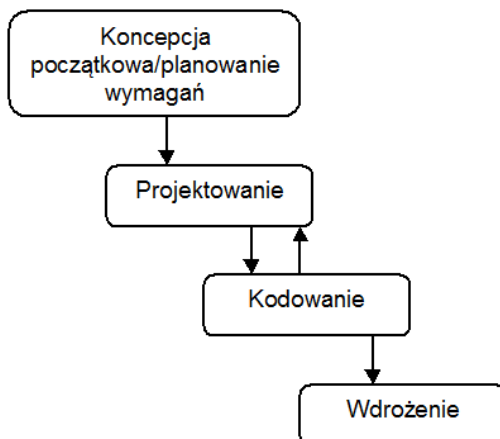 Koncepcja
początkowa/planowanie
wymagań
Projektowanie
Kodowanie
Wdrożenie